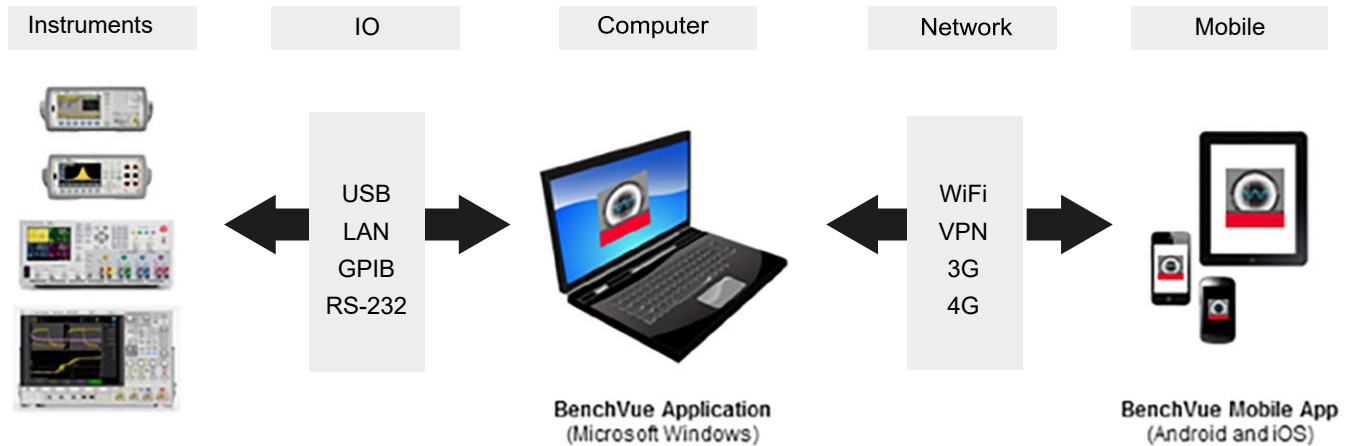 Instruments
IO
Computer
Network
Mobile
USB
LAN
GPIB
RS-232
WiFi
VPN
3G
4G
BenchVue Application
(Microsoft Windows)
BenchVue Mobile App
(Android and iOS)